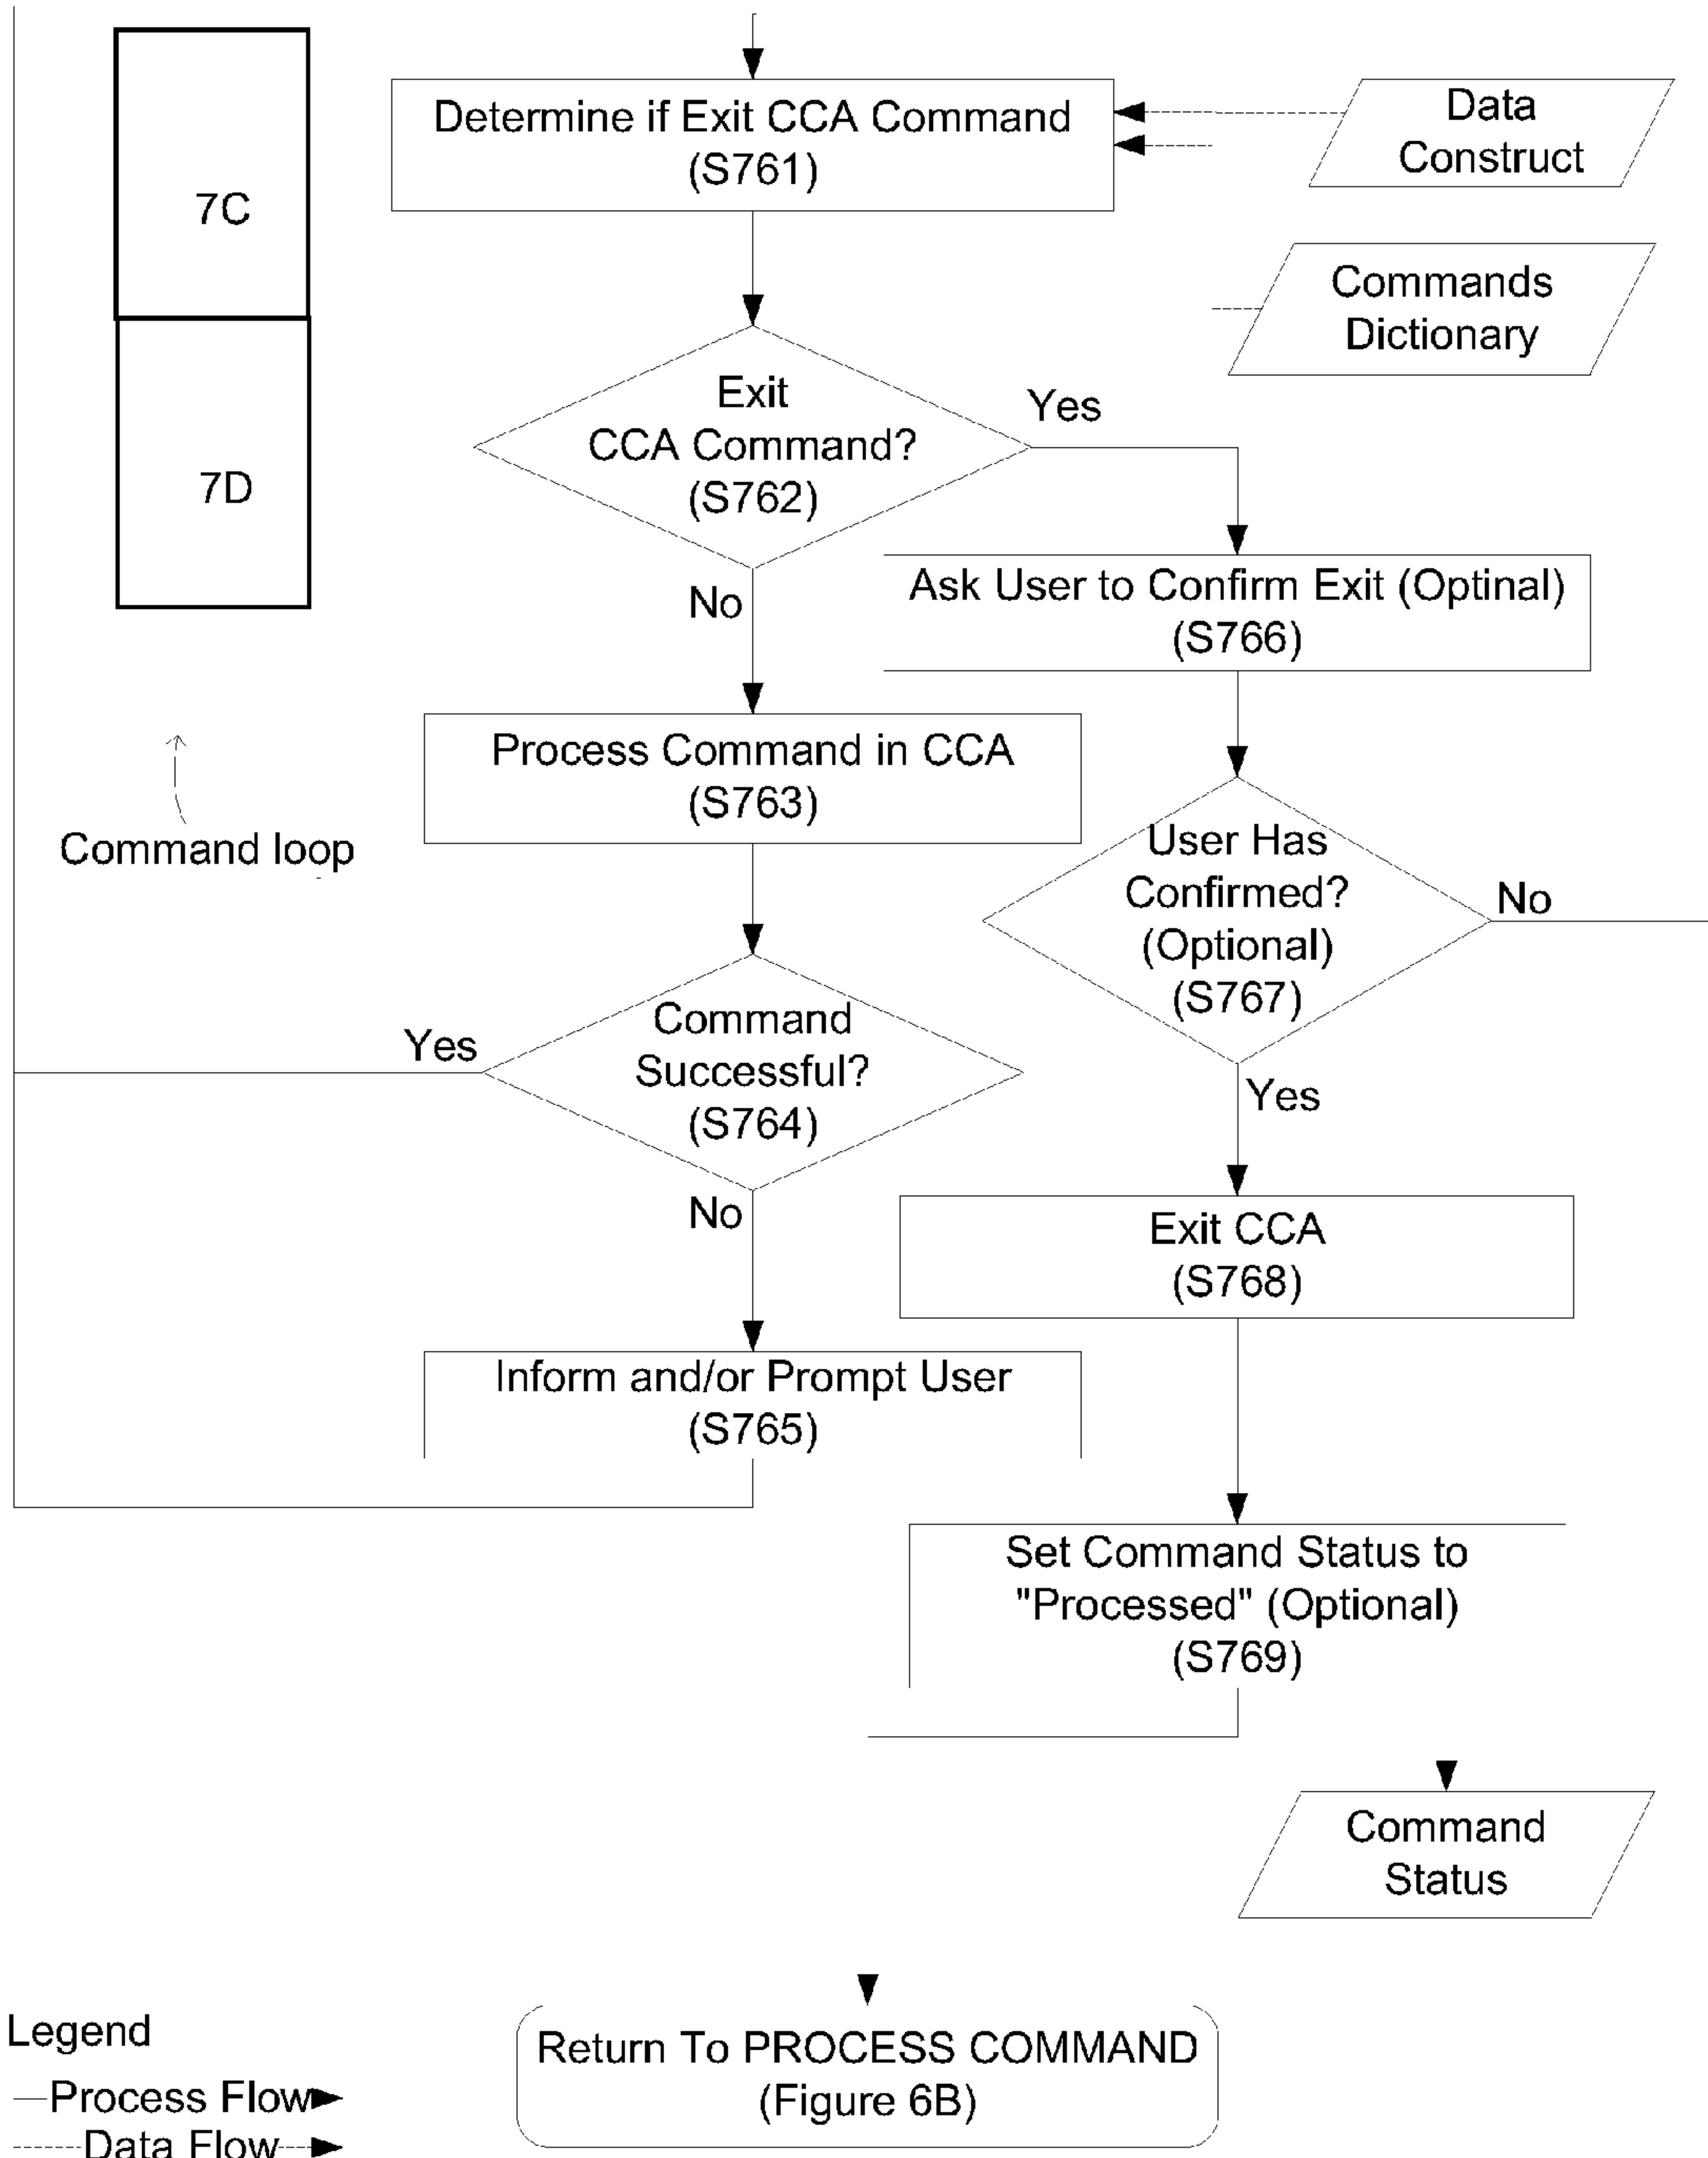 Determine if Exit CCA Command
(S761)
Data
Construct
7C
Commands
Dictionary
Exit
CCA Command?
(S762)
Yes
No
7D
Ask User to Confirm Exit (Optinal)
(S766)
Process Command in CCA
(S763)
Command loop
User Has
Confirmed?
(Optional)
(S767)
No
Yes
Command
Successful?
(S764)
Yes
No
Exit CCA
(S768)
Inform and/or Prompt User
(S765)
Set Command Status to
"Processed" (Optional)
(S769)
Command
Status
Return To PROCESS COMMAND
(Figure 6B)
Legend
Process Flow
Data Flow